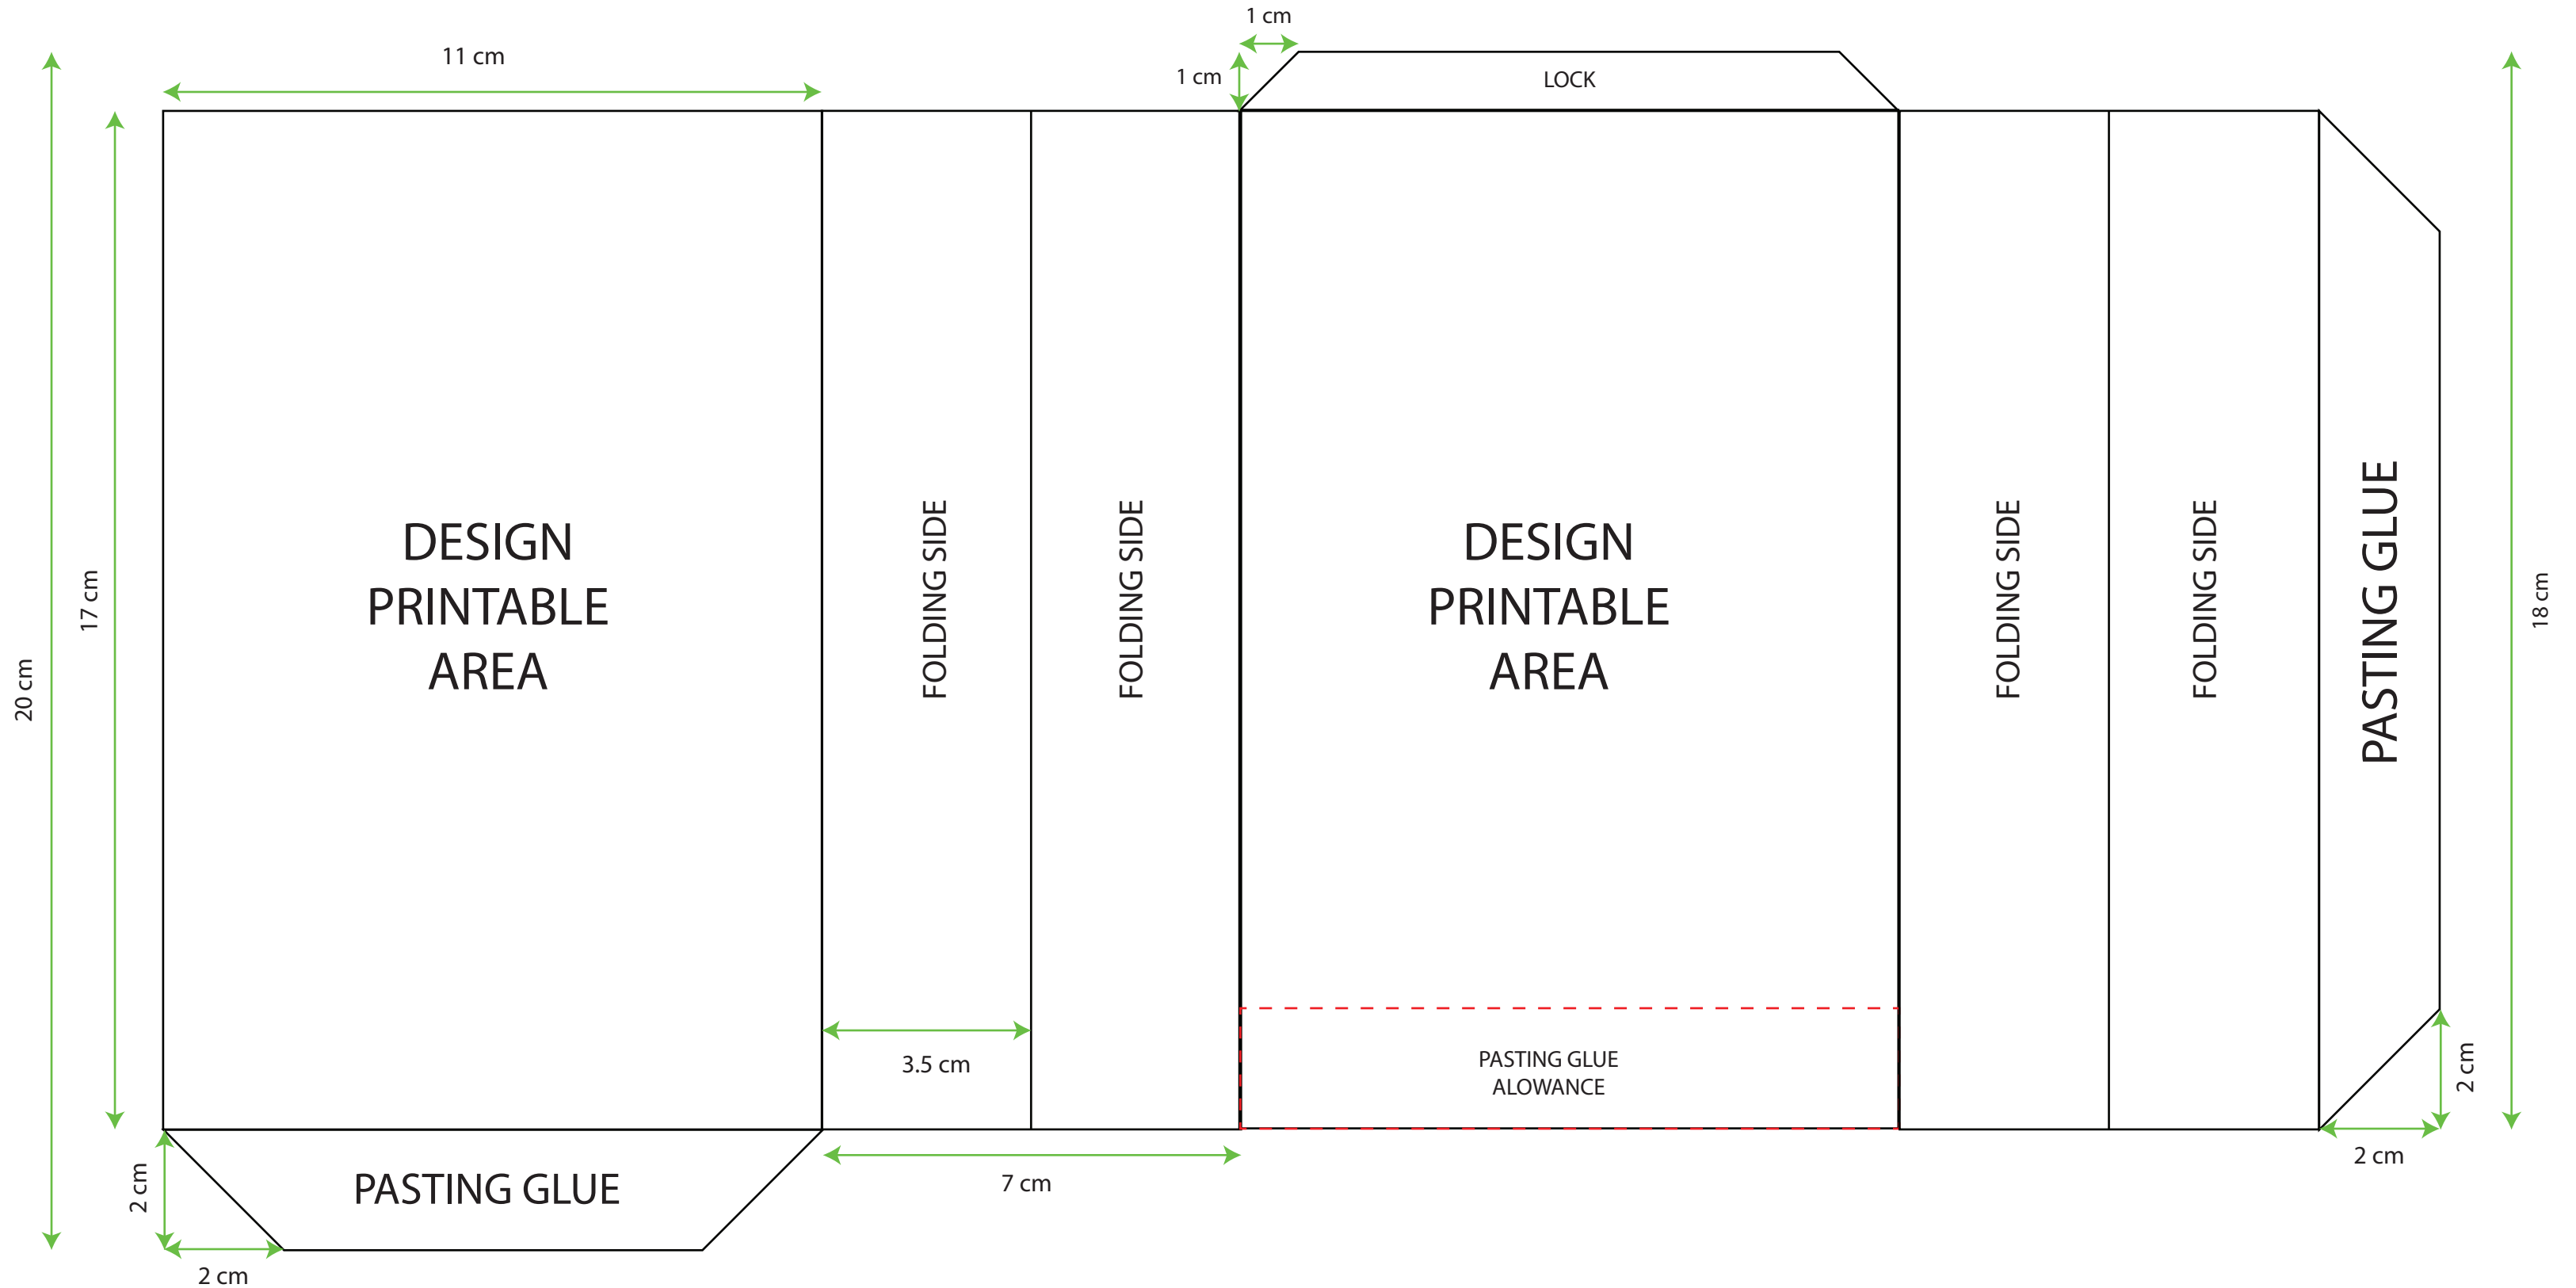 1 cm
11 cm
1 cm
LOCK
DESIGN
PRINTABLE
AREA
FOLDING SIDE
FOLDING SIDE
DESIGN
PRINTABLE
AREA
FOLDING SIDE
FOLDING SIDE
PASTING GLUE
17 cm
20 cm
18 cm
3.5 cm
PASTING GLUE
ALOWANCE
2 cm
2 cm
7 cm
2 cm
PASTING GLUE
2 cm